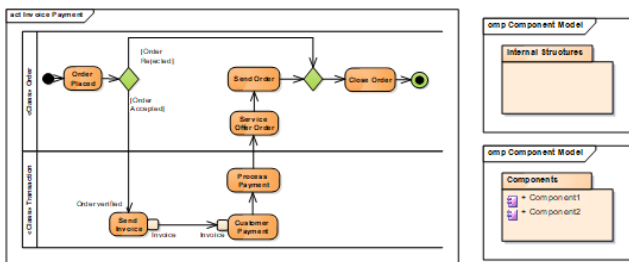 act Invoice Payment
«Class» Order
Order
Placed
[Order
Rejected]
[Order
Accepted]
Send Order
Close Order
Service
Offer Order
«Class» Transaction
Process
Payment
Order verified
Send
Invoice
Invoice
Invoice
Customer
Payment
omp Component Model
Internal Structures
omp Component Model
Components
+ Component1
+ Component2